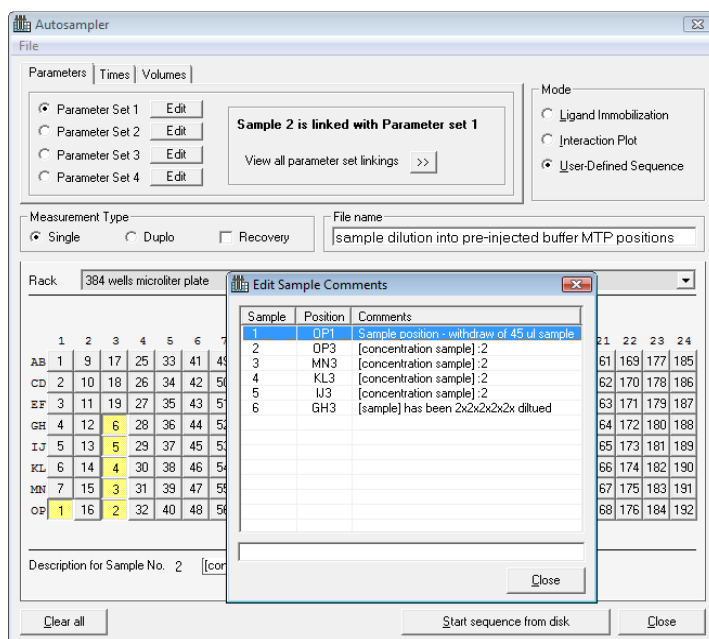 Autosampler
File
Parameters Times Volumes
Mode
Parameter Set 1 Edit
Parameter Set 2 Edit
Parameter Set 3 Edit
Parameter Set 4 Edit
Sample 2 is linked with Parameter set 1
View all parameter set linkings >>
Ligand Immobilization
Interaction Plot
User-Defined Sequence
Measurement Type
Single Duplo Recovery
File name
sample dilution into pre-injected buffer MTP positions
Rack 384 wells microliter plate
Edit Sample Comments
Sample Position Comments
1 OP1 Sample position - withdraw of 45 ul sample
2 OP3 [concentration sample] :2
3 MN3 [concentration sample] :2
4 KL3 [concentration sample] :2
5 IJ3 [concentration sample] :2
6 GH3 [sample] has been 2x2x2x2x2x diltued
Close
1 2 3 4 5 6 21 22 23 24
AB 1 9 17 25 33 41 49 61 169 177 185
CD 2 10 18 26 34 42 50 62 170 178 186
EF 3 11 19 27 35 43 51 63 171 179 187
GH 4 12 6 28 36 44 52 64 172 180 188
IJ 5 13 5 29 37 45 53 65 173 181 189
KL 6 14 4 30 38 46 54 66 174 182 190
MN 7 15 3 31 39 47 55 67 175 183 191
OP 1 16 2 32 40 48 56 68 176 184 192
Description for Sample No. 2 [con
Clear all Start sequence from disk Close